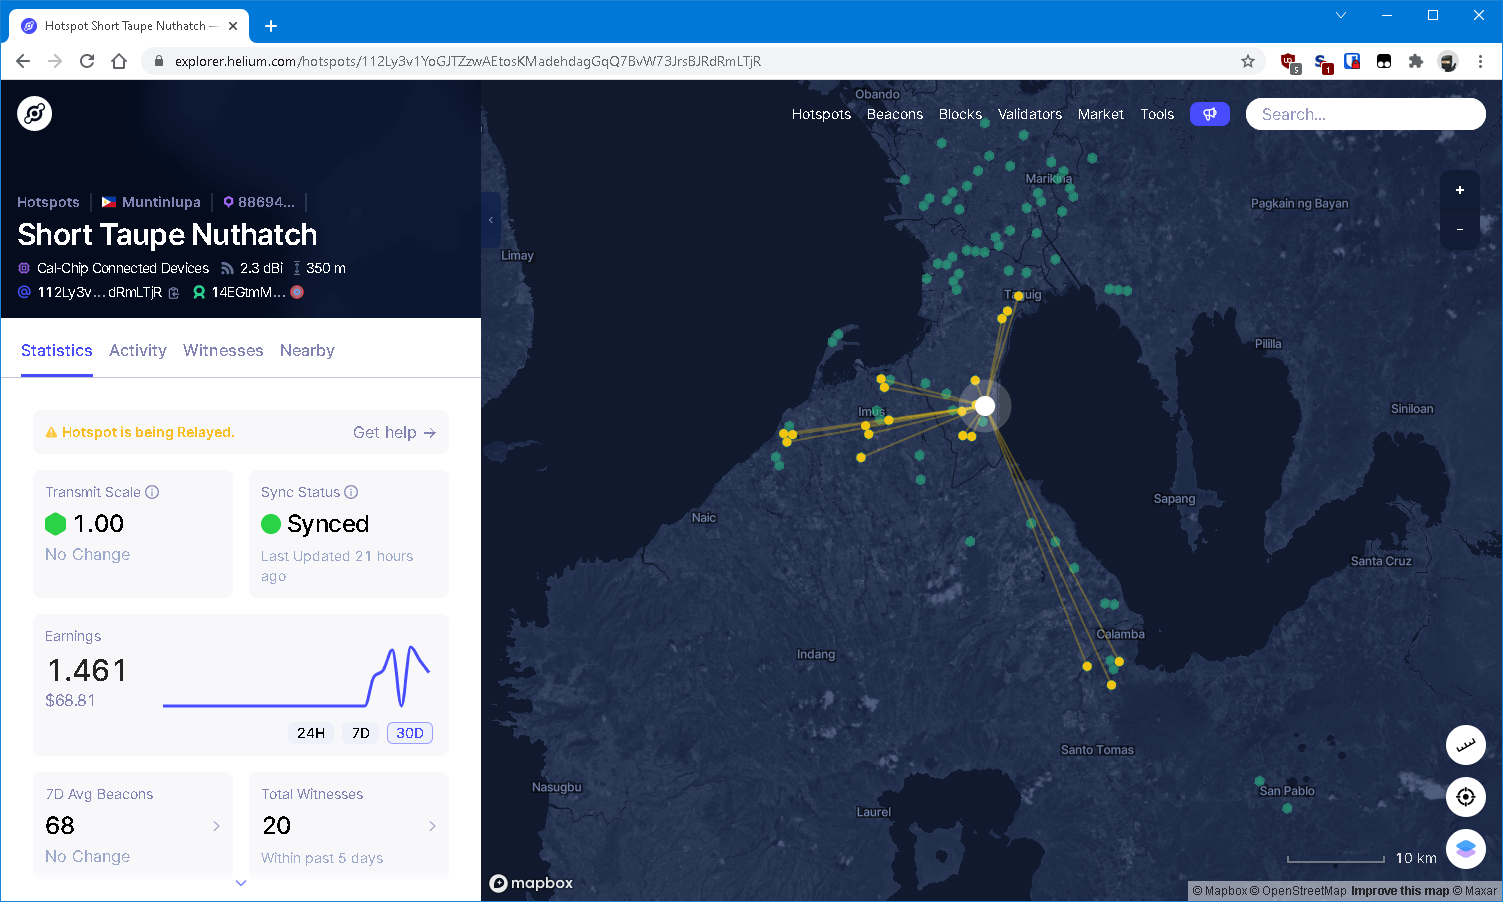 Hotspot Short Taupe Nuthatch —
explorer.helium.com/hotspots/112Ly3v1YoGJTZzwAEtosKMadehdagGqQ7BvW73JrsBJRdRmLTjR
5
1
Hotspots Beacons Blocks Validators Market Tools
Search...
Hotspots Muntinlupa 88694...
Short Taupe Nuthatch
Cal-Chip Connected Devices 2.3 dBi 350 m
112Ly3v...dRmLTjR 14EGtmM...
Statistics Activity Witnesses Nearby
Hotspot is being Relayed. Get help →
Transmit Scale
1.00
No Change
Sync Status
Synced
Last Updated 21 hours
ago
Earnings
1.461
$68.81
24H 7D 30D
7D Avg Beacons
68
No Change
Total Witnesses
20
Within past 5 days
Obando
Marikina
Pagkain ng Bayan
Limay
Taguig
Pililla
Imus
Siniloan
Sapang
Naic
Santa Cruz
Calamba
Indang
Santo Tomas
Nasugbu
San Pablo
Laurel
+
-
10 km
mapbox
© Mapbox © OpenStreetMap Improve this map © Maxar